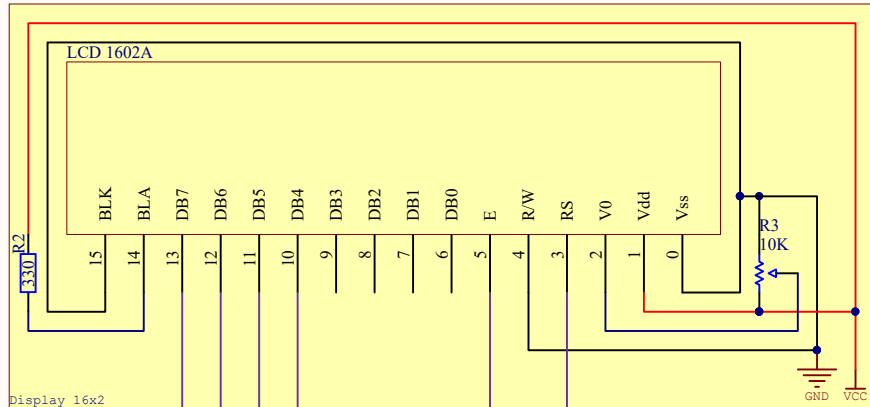 LCD 1602A
BLK
BLA
DB7
DB6
DB5
DB4
DB3
DB2
DB1
DB0
E
R/W
RS
V0
Vdd
Vss
15
14
13
12
11
10
9
8
7
6
5
4
3
2
1
0
R2
330
R3
10K
GND
VCC
Display 16x2